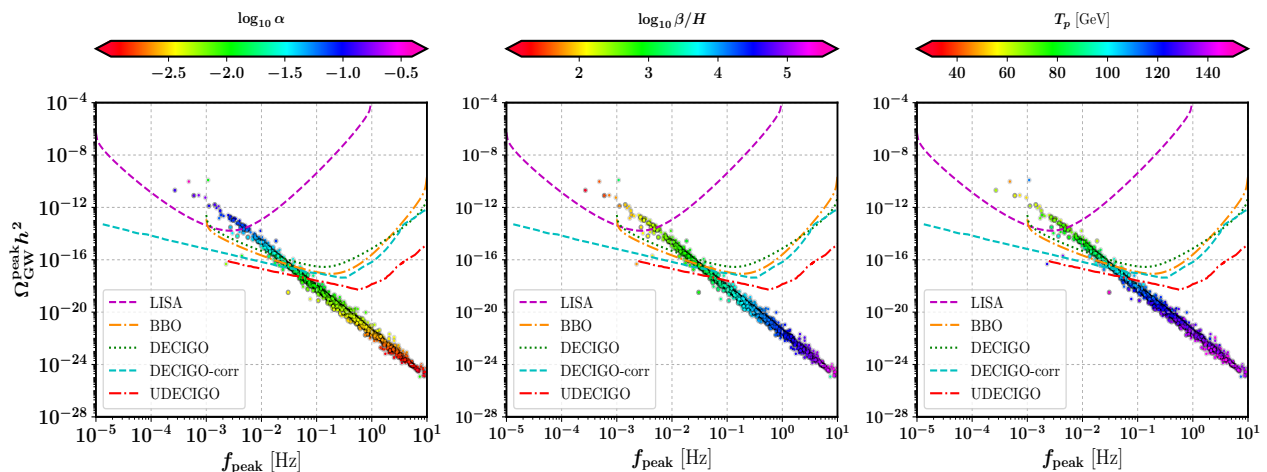 log₁₀ α
−2.5 −2.0 −1.5 −1.0 −0.5
log₁₀ β/H
2 3 4 5
T_p [GeV]
40 60 80 100 120 140
Ω_GW^peak h²
10⁻⁴
10⁻⁸
10⁻¹²
10⁻¹⁶
10⁻²⁰
10⁻²⁴
10⁻²⁸
LISA
BBO
DECIGO
DECIGO-corr
UDECIGO
10⁻⁵ 10⁻⁴ 10⁻³ 10⁻² 10⁻¹ 10⁰ 10¹
f_peak [Hz]
10⁻⁴
10⁻⁸
10⁻¹²
10⁻¹⁶
10⁻²⁰
10⁻²⁴
10⁻²⁸
LISA
BBO
DECIGO
DECIGO-corr
UDECIGO
10⁻⁵ 10⁻⁴ 10⁻³ 10⁻² 10⁻¹ 10⁰ 10¹
f_peak [Hz]
10⁻⁴
10⁻⁸
10⁻¹²
10⁻¹⁶
10⁻²⁰
10⁻²⁴
10⁻²⁸
LISA
BBO
DECIGO
DECIGO-corr
UDECIGO
10⁻⁵ 10⁻⁴ 10⁻³ 10⁻² 10⁻¹ 10⁰ 10¹
f_peak [Hz]